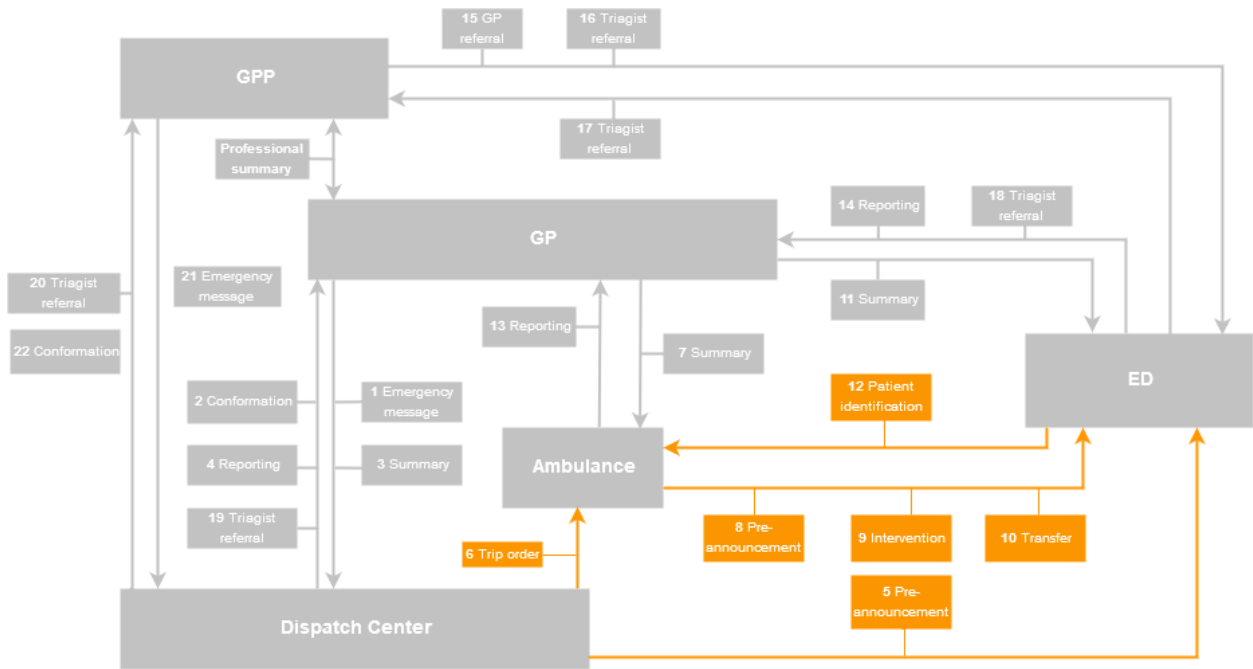 15 GP
referral
16 Triagist
referral
GPP
17 Triagist
referral
Professional
summary
14 Reporting
18 Triagist
referral
GP
20 Triagist
referral
21 Emergency
message
11 Summary
13 Reporting
22 Conformation
7 Summary
ED
12 Patient
identification
2 Conformation
1 Emergency
message
4 Reporting
3 Summary
Ambulance
19 Triagist
referral
8 Pre-
announcement
9 Intervention
10 Transfer
6 Trip order
5 Pre-
announcement
Dispatch Center